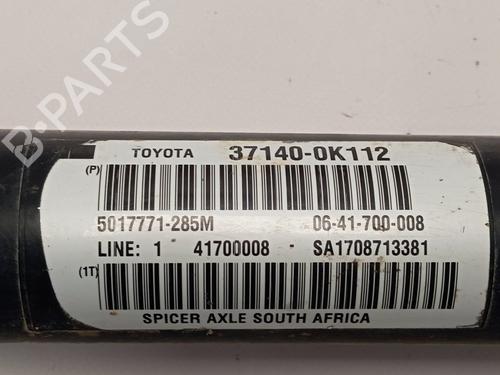 B-PARTS
TOYOTA 37140-0K112
(P)
5017771-285M 06-41-700-008
LINE: 1 41700008 SA1708713381
(1T)
SPICER AXLE SOUTH AFRICA